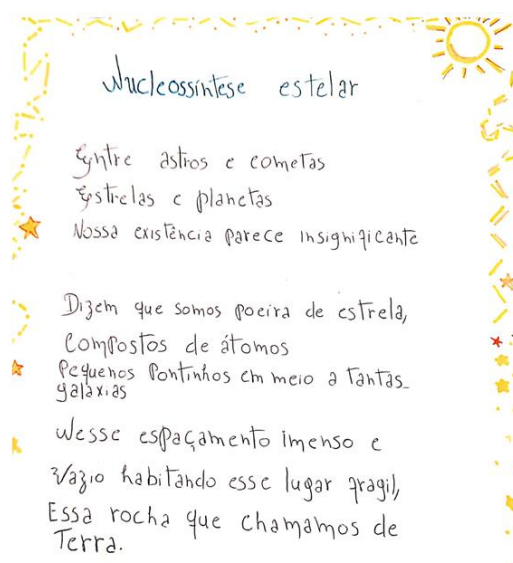 Nucleossíntese estelar
Entre astros e cometas
Estrelas e planetas
Nossa existência parece insignificante
Dizem que somos poeira de estrela,
Compostos de átomos
Pequenos Pontinhos em meio a tantas
galáxias
Nesse espaçamento imenso e
Vazio habitando esse lugar frágil,
Essa rocha que chamamos de
Terra.